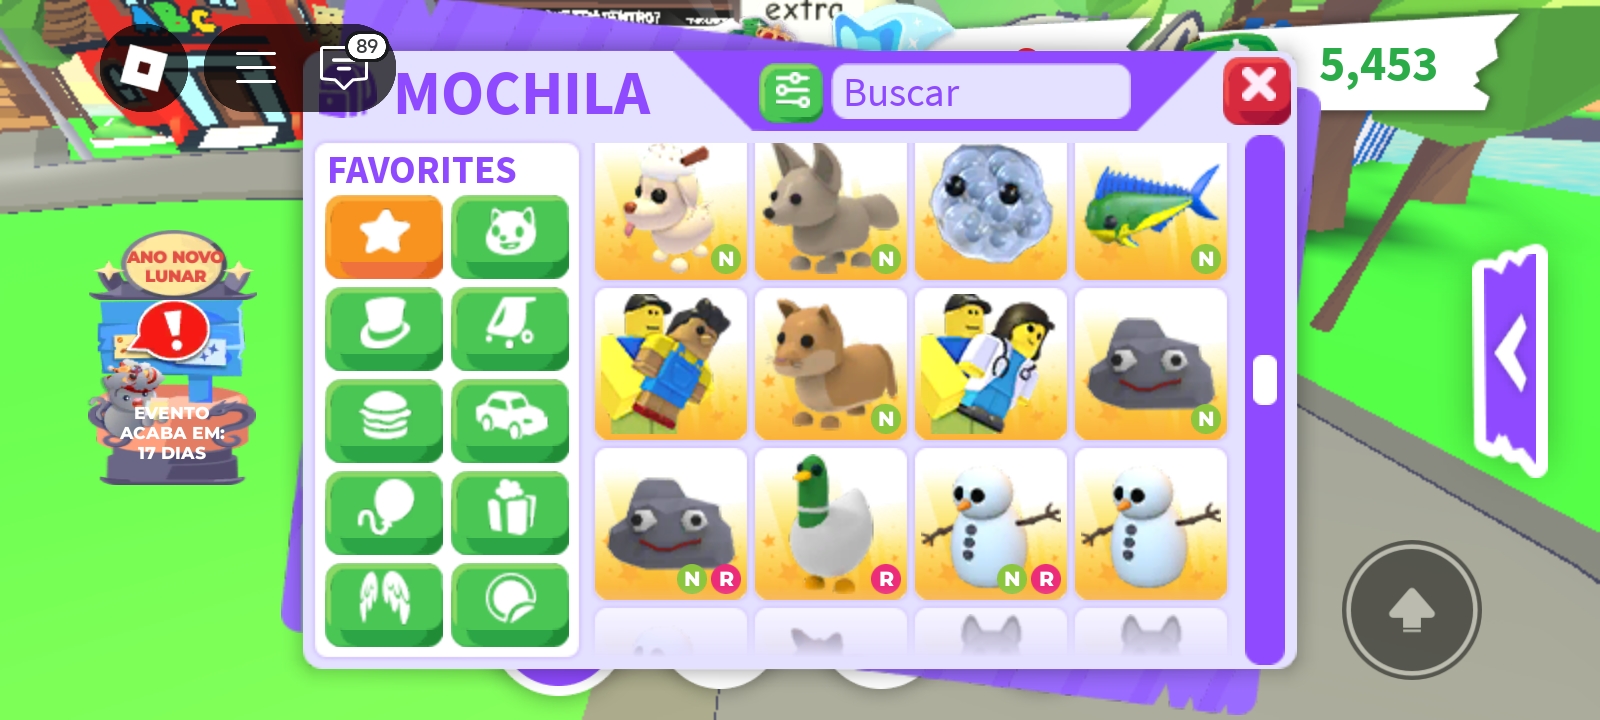 extra
89
5,453
MOCHILA
Buscar
FAVORITES
ANO NOVO
LUNAR
!
EVENTO
ACABA EM:
17 DIAS
N
N
N
N
N
N
R
R
N
R